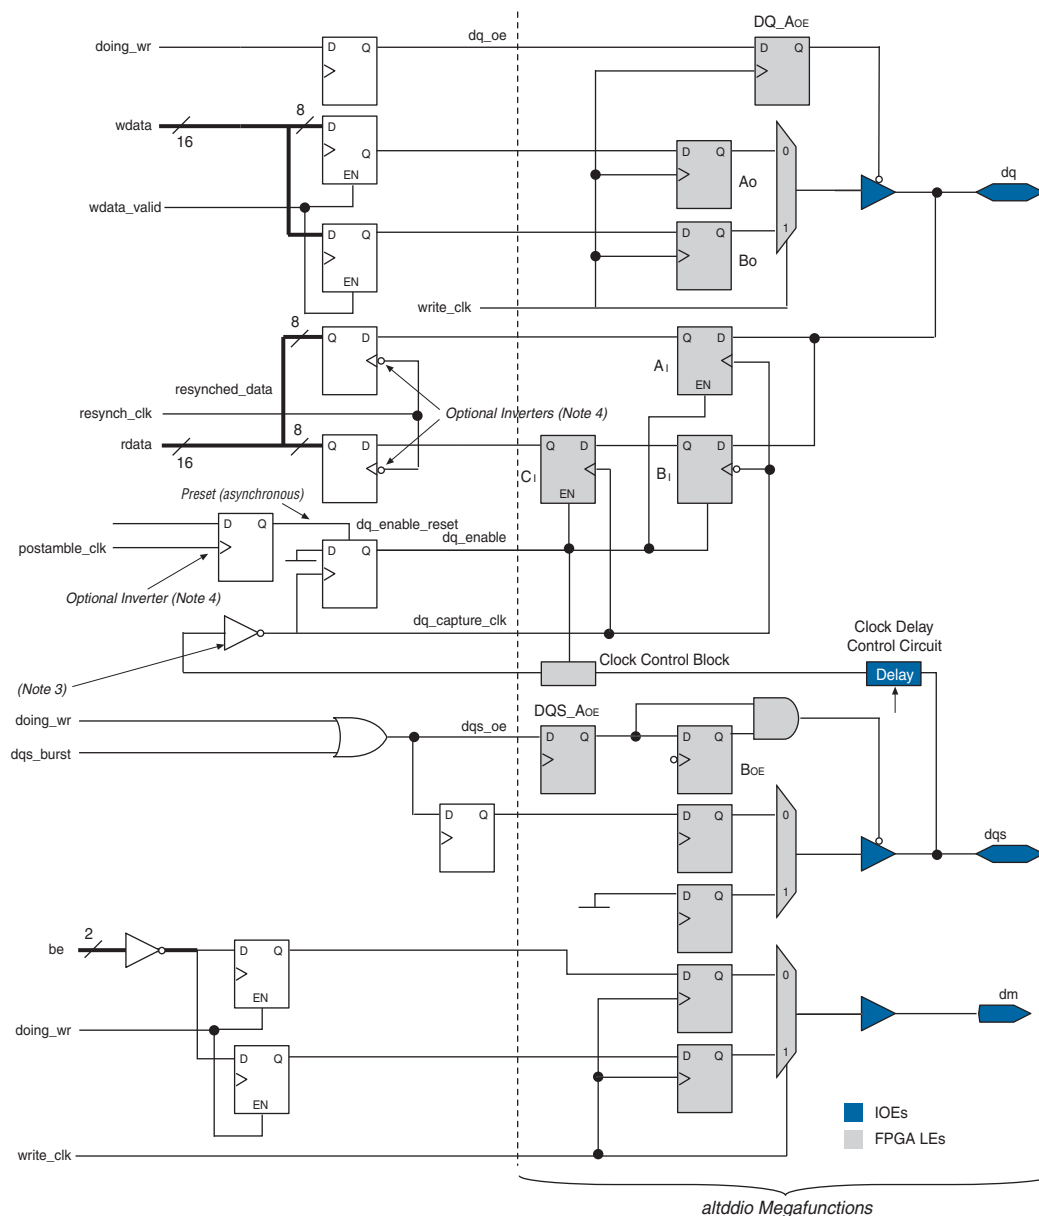 DQ_AOE
doing_wr
D Q
dq_oe
D Q
wdata
16
8
D
Q
EN
D Q
0
Ao
dq
wdata_valid
D Q
EN
D Q
1
Bo
write_clk
8
Q D
Q D
AI
EN
resynched_data
resynch_clk
Optional Inverters (Note 4)
rdata
16
8
Q D
Q D
CI
EN
Q D
BI
Preset (asynchronous)
D Q
dq_enable_reset
postamble_clk
D Q
dq_enable
Optional Inverter (Note 4)
dq_capture_clk
Clock Delay
Control Circuit
Clock Control Block
Delay
(Note 3)
doing_wr
DQS_AOE
dqs_oe
D Q
D Q
BOE
dqs_burst
D Q
D Q
0
dqs
D Q
1
be
2
D Q
EN
D Q
0
dm
doing_wr
D Q
EN
D Q
1
IOEs
FPGA LEs
write_clk
altddio Megafunctions